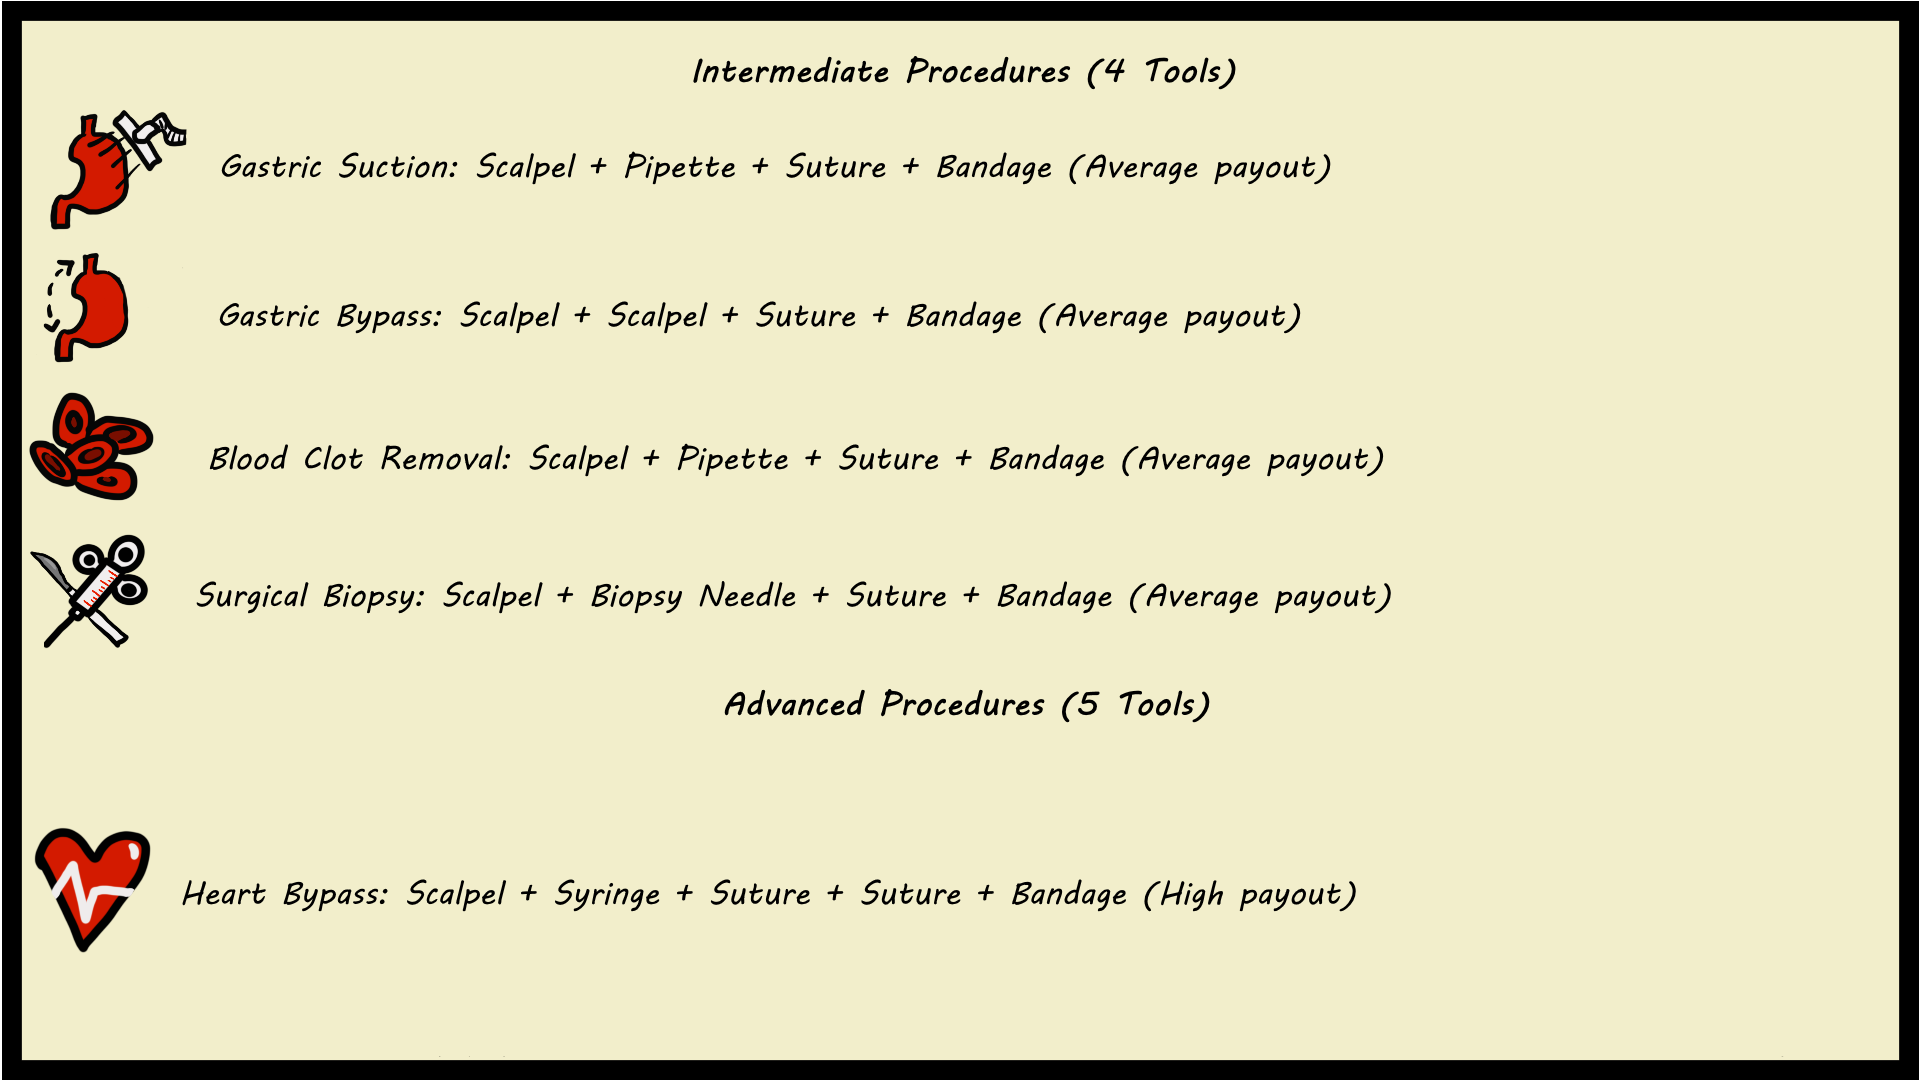 Intermediate Procedures (4 Tools)
Gastric Suction: Scalpel + Pipette + Suture + Bandage (Average payout)
Gastric Bypass: Scalpel + Scalpel + Suture + Bandage (Average payout)
Blood Clot Removal: Scalpel + Pipette + Suture + Bandage (Average payout)
Surgical Biopsy: Scalpel + Biopsy Needle + Suture + Bandage (Average payout)
Advanced Procedures (5 Tools)
Heart Bypass: Scalpel + Syringe + Suture + Suture + Bandage (High payout)